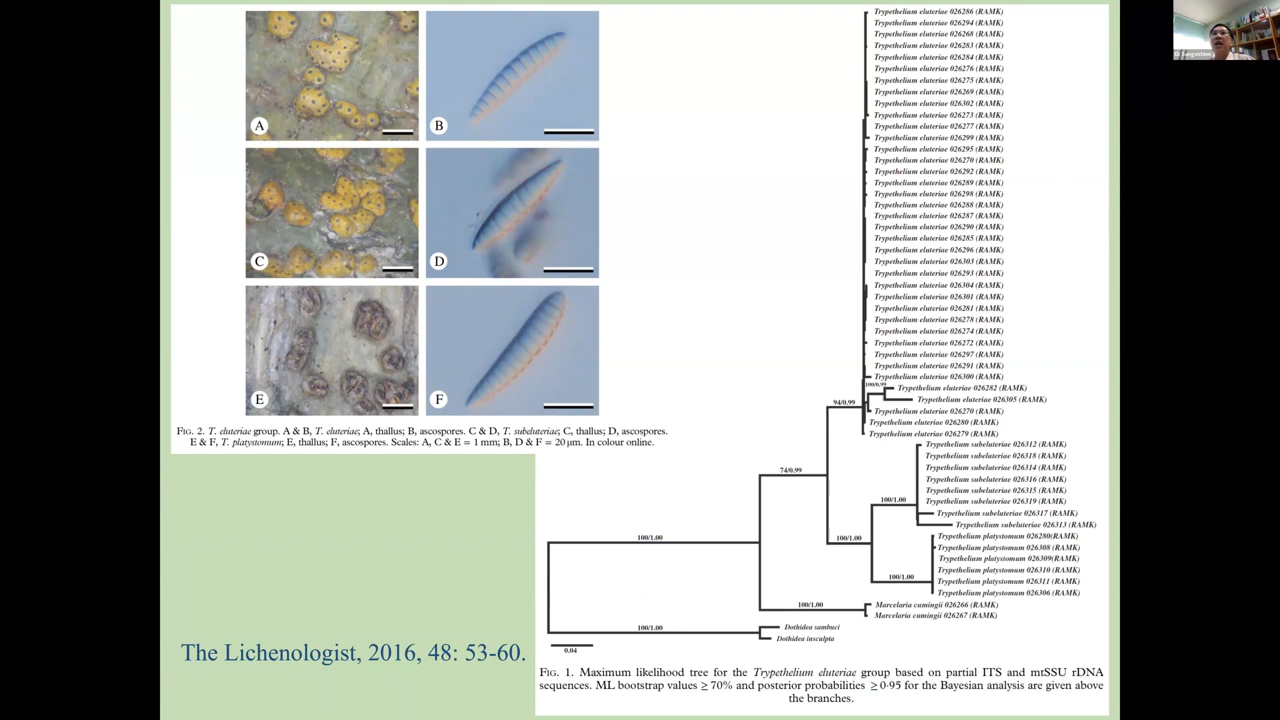 A
B
C
D
E
F
FIG. 2. T. eluteriae group. A & B, T. eluteriae; A, thallus; B, ascospores. C & D, T. subeluteriae; C, thallus; D, ascospores.
E & F, T. platystomum; E, thallus; F, ascospores. Scales: A, C & E = 1 mm; B, D & F = 20 μm. In colour online.
Trypethelium eluteriae 026286 (RAMK)
Trypethelium eluteriae 026294 (RAMK)
Trypethelium eluteriae 026268 (RAMK)
Trypethelium eluteriae 026283 (RAMK)
Trypethelium eluteriae 026284 (RAMK)
Trypethelium eluteriae 026276 (RAMK)
Trypethelium eluteriae 026275 (RAMK)
Trypethelium eluteriae 026269 (RAMK)
Trypethelium eluteriae 026302 (RAMK)
Trypethelium eluteriae 026273 (RAMK)
Trypethelium eluteriae 026277 (RAMK)
Trypethelium eluteriae 026299 (RAMK)
Trypethelium eluteriae 026295 (RAMK)
Trypethelium eluteriae 026270 (RAMK)
Trypethelium eluteriae 026292 (RAMK)
Trypethelium eluteriae 026289 (RAMK)
Trypethelium eluteriae 026298 (RAMK)
Trypethelium eluteriae 026288 (RAMK)
Trypethelium eluteriae 026287 (RAMK)
Trypethelium eluteriae 026290 (RAMK)
Trypethelium eluteriae 026285 (RAMK)
Trypethelium eluteriae 026296 (RAMK)
Trypethelium eluteriae 026303 (RAMK)
Trypethelium eluteriae 026293 (RAMK)
Trypethelium eluteriae 026304 (RAMK)
Trypethelium eluteriae 026301 (RAMK)
Trypethelium eluteriae 026281 (RAMK)
Trypethelium eluteriae 026278 (RAMK)
Trypethelium eluteriae 026274 (RAMK)
Trypethelium eluteriae 026272 (RAMK)
Trypethelium eluteriae 026297 (RAMK)
Trypethelium eluteriae 026291 (RAMK)
Trypethelium eluteriae 026300 (RAMK)
100/0.99
Trypethelium eluteriae 026282 (RAMK)
Trypethelium eluteriae 026305 (RAMK)
94/0.99
Trypethelium eluteriae 026270 (RAMK)
Trypethelium eluteriae 026280 (RAMK)
Trypethelium eluteriae 026279 (RAMK)
Trypethelium subeluteriae 026312 (RAMK)
Trypethelium subeluteriae 026318 (RAMK)
Trypethelium subeluteriae 026314 (RAMK)
74/0.99
Trypethelium subeluteriae 026316 (RAMK)
Trypethelium subeluteriae 026315 (RAMK)
100/1.00
Trypethelium subeluteriae 026319 (RAMK)
Trypethelium subeluteriae 026317 (RAMK)
Trypethelium subeluteriae 026313 (RAMK)
100/1.00
100/1.00
Trypethelium platystomum 026280(RAMK)
Trypethelium platystomum 026308 (RAMK)
Trypethelium platystomum 026309(RAMK)
Trypethelium platystomum 026310 (RAMK)
100/1.00
Trypethelium platystomum 026311 (RAMK)
Trypethelium platystomum 026306 (RAMK)
100/1.00
Marcelaria cumingii 026266 (RAMK)
Marcelaria cumingii 026267 (RAMK)
100/1.00
Dothidea sambuci
Dothidea insculpta
0.04
The Lichenologist, 2016, 48: 53-60.
FIG. 1. Maximum likelihood tree for the Trypethelium eluteriae group based on partial ITS and mtSSU rDNA
sequences. ML bootstrap values ≥ 70% and posterior probabilities ≥ 0·95 for the Bayesian analysis are given above
the branches.